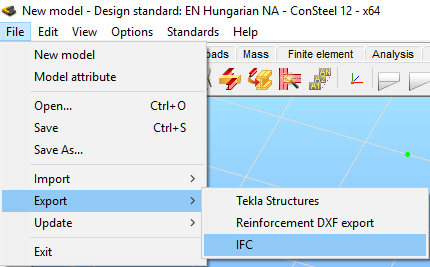 New model - Design standard: EN Hungarian NA - ConSteel 12 - x64
File Edit View Options Standards Help
Mass Finite element Analysis
New model
Model attribute
Open... Ctrl+O
Save Ctrl+S
Save As...
Import
Export
Update
Exit
Tekla Structures
Reinforcement DXF export
IFC